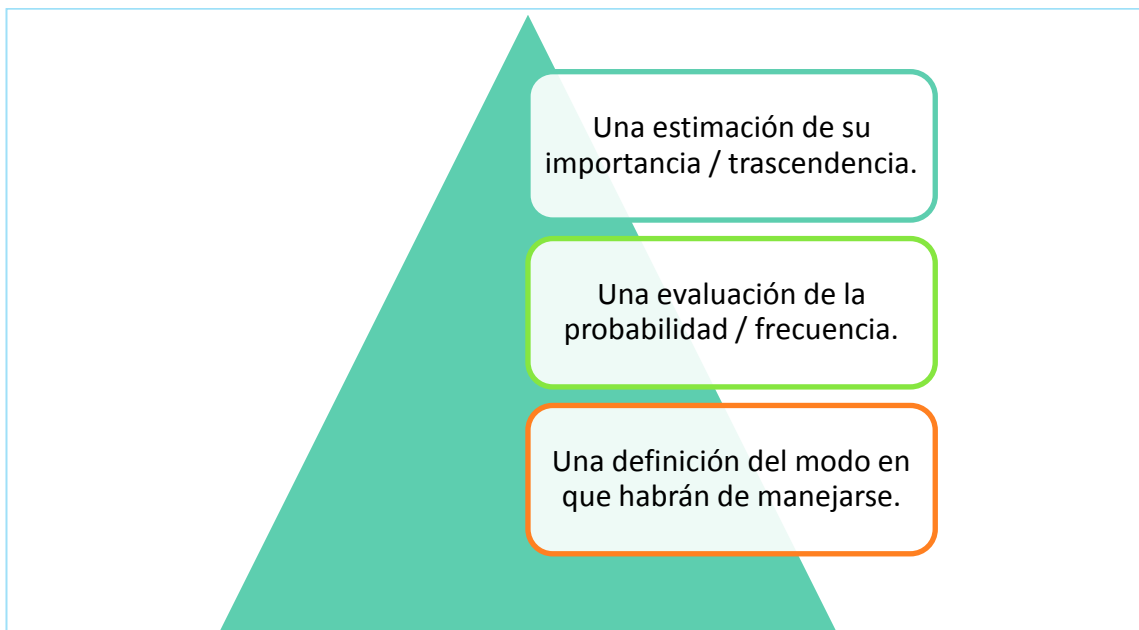 Una estimación de su
importancia / trascendencia.
Una evaluación de la
probabilidad / frecuencia.
Una definición del modo en
que habrán de manejarse.